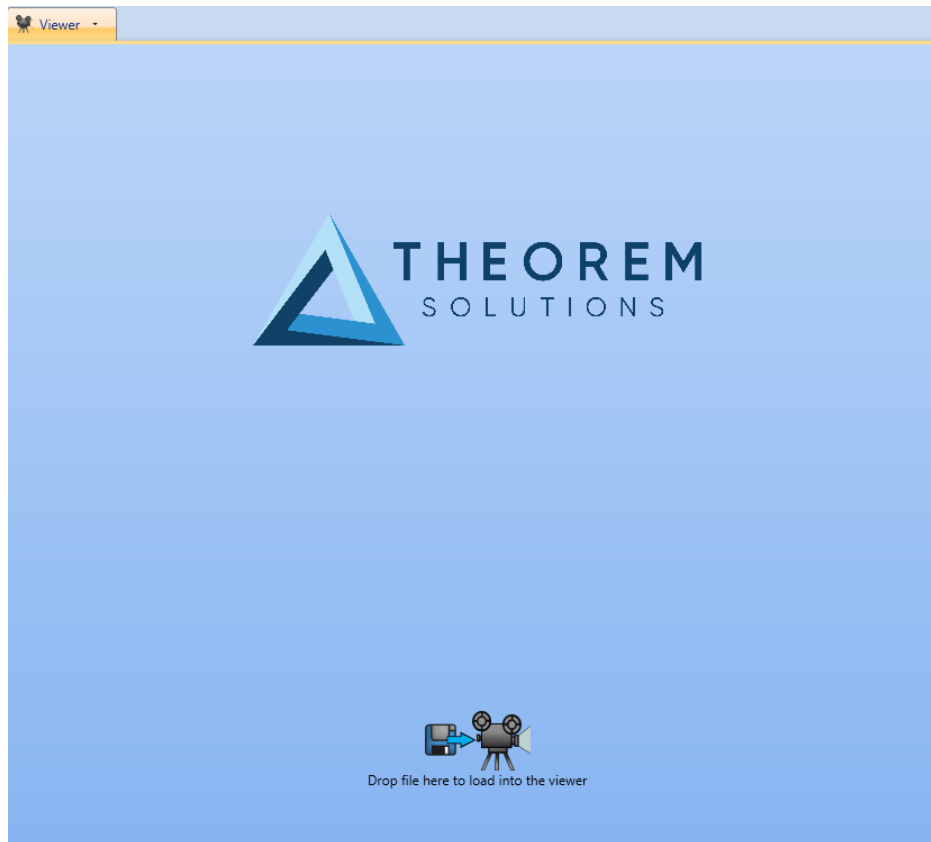 Viewer
THEOREM
SOLUTIONS
Drop file here to load into the viewer